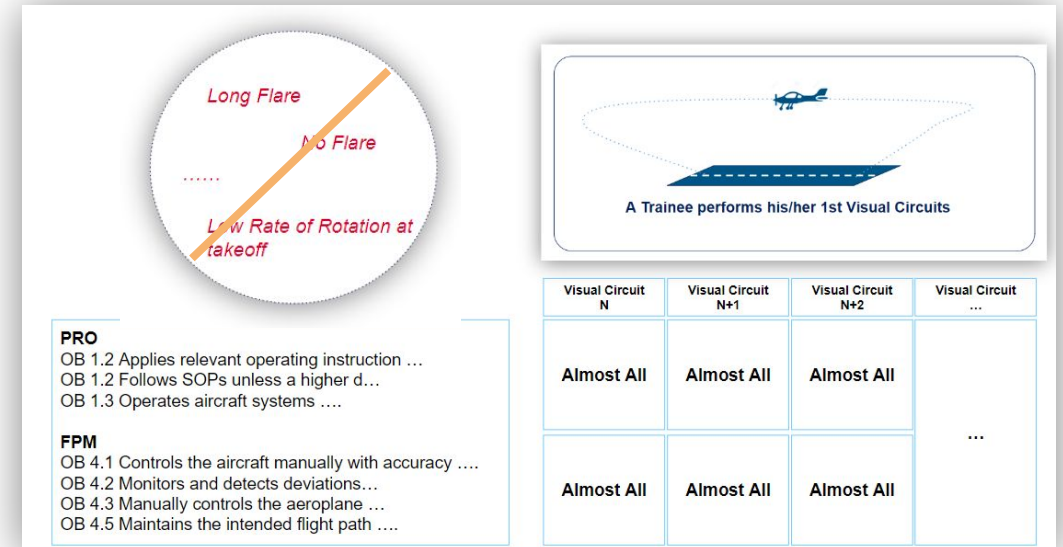 Long Flare
No Flare
......
Low Rate of Rotation at
takeoff
A Trainee performs his/her 1st Visual Circuits
PRO
OB 1.2 Applies relevant operating instruction …
OB 1.2 Follows SOPs unless a higher d…
OB 1.3 Operates aircraft systems ….
FPM
OB 4.1 Controls the aircraft manually with accuracy ….
OB 4.2 Monitors and detects deviations…
OB 4.3 Manually controls the aeroplane …
OB 4.5 Maintains the intended flight path ….
Visual Circuit
N
Visual Circuit
N+1
Visual Circuit
N+2
Visual Circuit
…
Almost All
Almost All
Almost All
…
Almost All
Almost All
Almost All